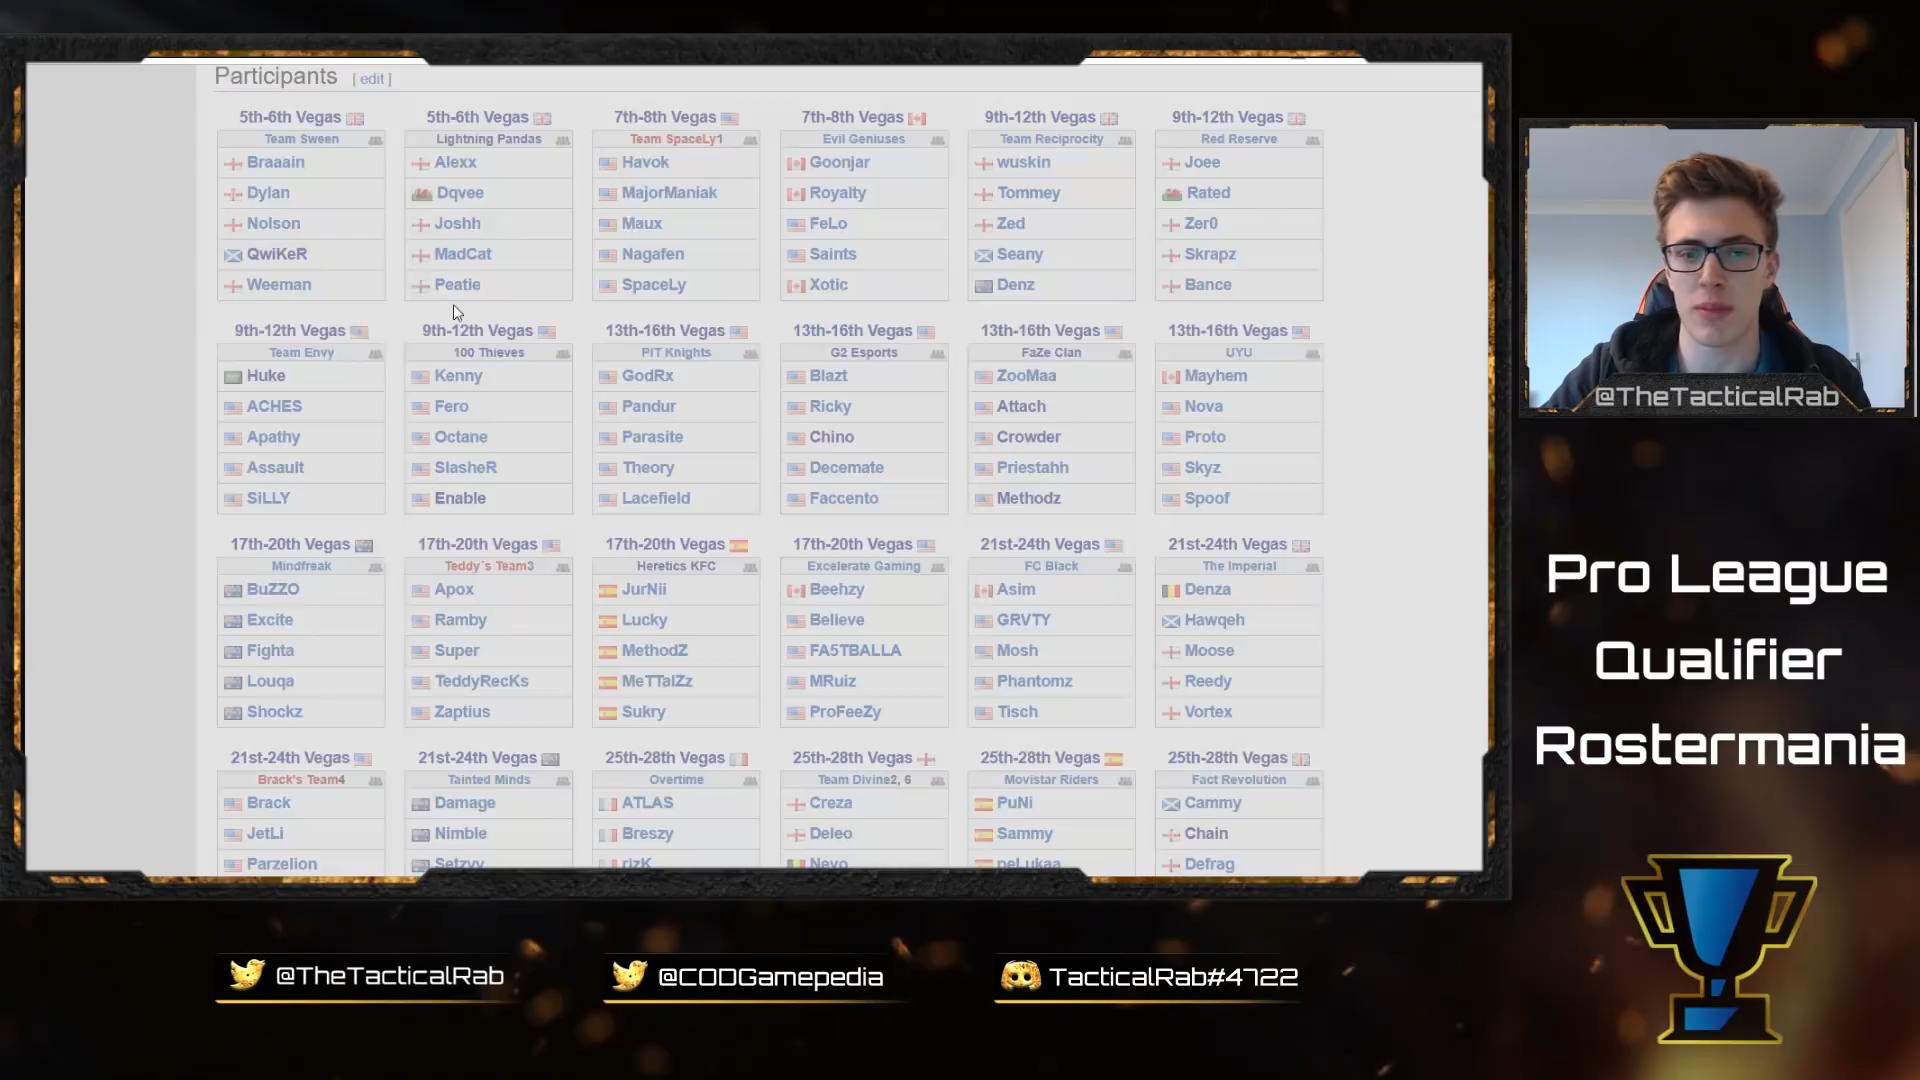 Participants [ edit ]
5th-6th Vegas 5th-6th Vegas 7th-8th Vegas 7th-8th Vegas 9th-12th Vegas 9th-12th Vegas
Team Sween Lightning Pandas Team SpaceLy1 Evil Geniuses Team Reciprocity Red Reserve
Braaain Alexx Havok Goonjar wuskin Joee
Dylan Dqvee MajorManiak Royalty Tommey Rated
Nolson Joshh Maux FeLo Zed Zer0
QwiKeR MadCat Nagafen Saints Seany Skrapz
Weeman Peatie SpaceLy Xotic Denz Bance
9th-12th Vegas 9th-12th Vegas 13th-16th Vegas 13th-16th Vegas 13th-16th Vegas 13th-16th Vegas
Team Envy 100 Thieves PIT Knights G2 Esports FaZe Clan UYU
Huke Kenny GodRx Blazt ZooMaa Mayhem
ACHES Fero Pandur Ricky Attach Nova
Apathy Octane Parasite Chino Crowder Proto
Assault SlasheR Theory Decemate Priestahh Skyz
SiLLY Enable Lacefield Faccento Methodz Spoof
17th-20th Vegas 17th-20th Vegas 17th-20th Vegas 17th-20th Vegas 21st-24th Vegas 21st-24th Vegas
Mindfreak Teddy´s Team3 Heretics KFC Excelerate Gaming FC Black The Imperial
BuZZO Apox JurNii Beehzy Asim Denza
Excite Ramby Lucky Believe GRVTY Hawqeh
Fighta Super MethodZ FA5TBALLA Mosh Moose
Louqa TeddyRecKs MeTTalZz MRuiz Phantomz Reedy
Shockz Zaptius Sukry ProFeeZy Tisch Vortex
21st-24th Vegas 21st-24th Vegas 25th-28th Vegas 25th-28th Vegas 25th-28th Vegas 25th-28th Vegas
Brack's Team4 Tainted Minds Overtime Team Divine2, 6 Movistar Riders Fact Revolution
Brack Damage ATLAS Creza PuNi Cammy
JetLi Nimble Breszy Deleo Sammy Chain
Parzelion Setzyy rizK Nevo peLukaa Defrag
@TheTacticalRab
Pro League
Qualifier
Rostermania
@TheTacticalRab @CODGamepedia TacticalRab#4722